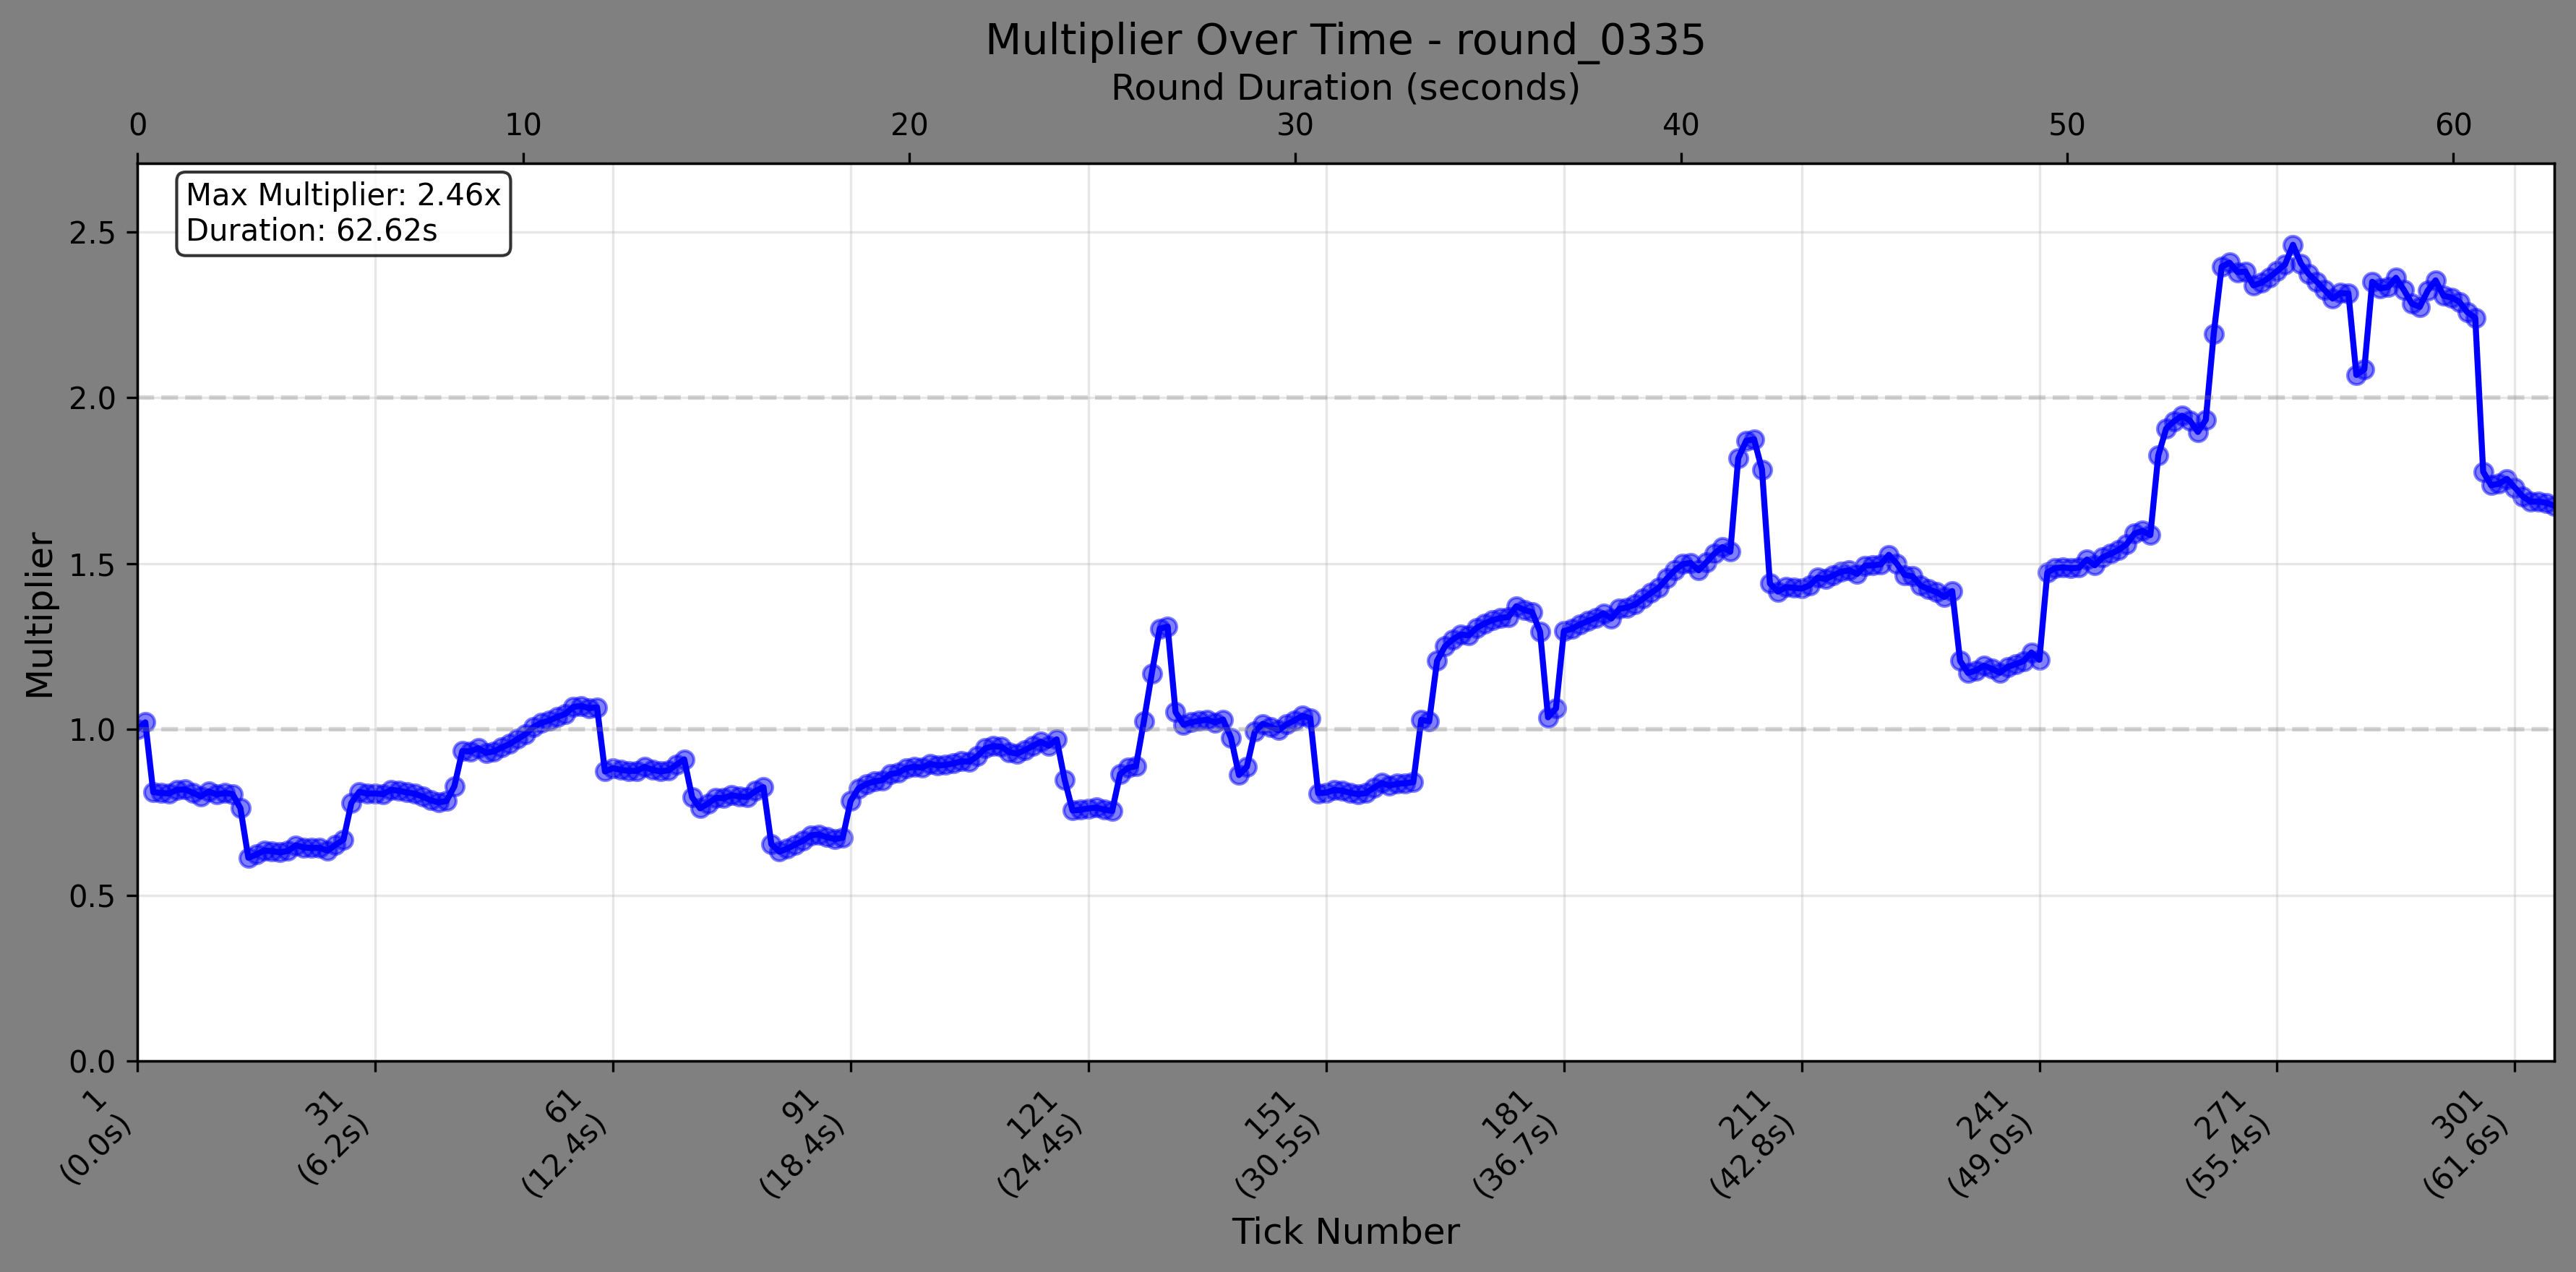 Multiplier Over Time - round_0335
Round Duration (seconds)
0 10 20 30 40 50 60
Max Multiplier: 2.46x
Duration: 62.62s
Multiplier
2.5
2.0
1.5
1.0
0.5
0.0
1
(0.0s)
31
(6.2s)
61
(12.4s)
91
(18.4s)
121
(24.4s)
151
(30.5s)
181
(36.7s)
211
(42.8s)
241
(49.0s)
271
(55.4s)
301
(61.6s)
Tick Number